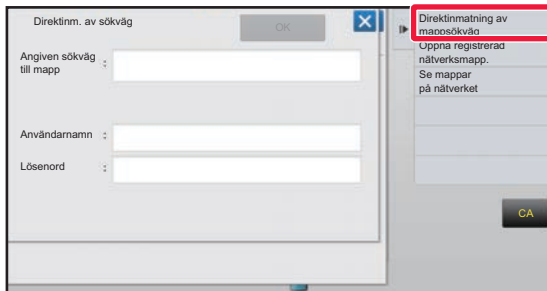 Direktinm. av sökväg
OK
Angiven sökväg :
till mapp
Användarnamn :
Lösenord :
Direktinmatning av
mappsökväg
Öppna registrerad
nätverksmapp.
Se mappar
på nätverket
CA